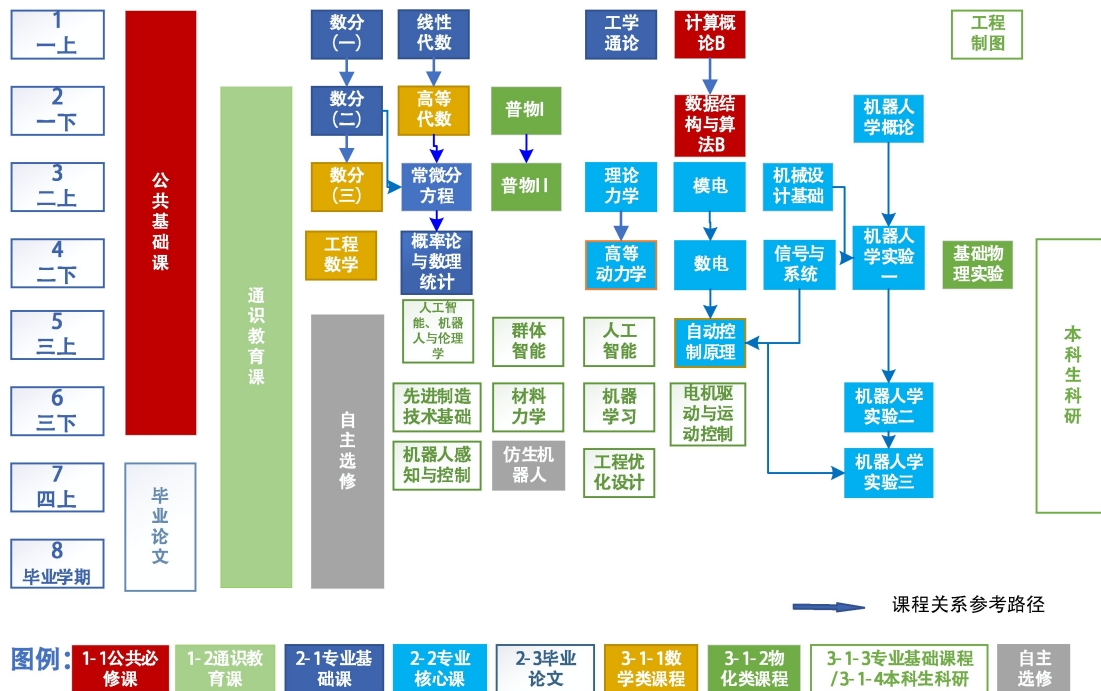 1
一上
数分
（一）
线性
代数
工学
通论
计算概
论B
工程
制图
2
一下
数分
（二）
高等
代数
普物I
数据结
构与算
法B
机器人
学概论
3
二上
公共基础课
数分
（三）
常微分
方程
普物II
理论
力学
模电
机械设
计基础
4
二下
工程
数学
概率论
与数理
统计
高等
动力学
数电
信号与
系统
机器人
学实验
一
基础物
理实验
5
三上
通识教育课
人工智
能、机器
人与伦理
学
群体
智能
人工
智能
自动控
制原理
本科生科研
6
三下
自主选修
先进制造
技术基础
材料
力学
机器
学习
电机驱
动与运
动控制
机器人学
实验二
7
四上
毕业论文
机器人感
知与控制
仿生机
器人
工程优
化设计
机器人学
实验三
8
毕业学期
课程关系参考路径
图例：
1-1公共必
修课
1-2通识教
育课
2-1专业基
础课
2-2专业
核心课
2-3毕业
论文
3-1-1数
学类课程
3-1-2物
化类课程
3-1-3专业基础课程
/3-1-4本科生科研
自主
选修